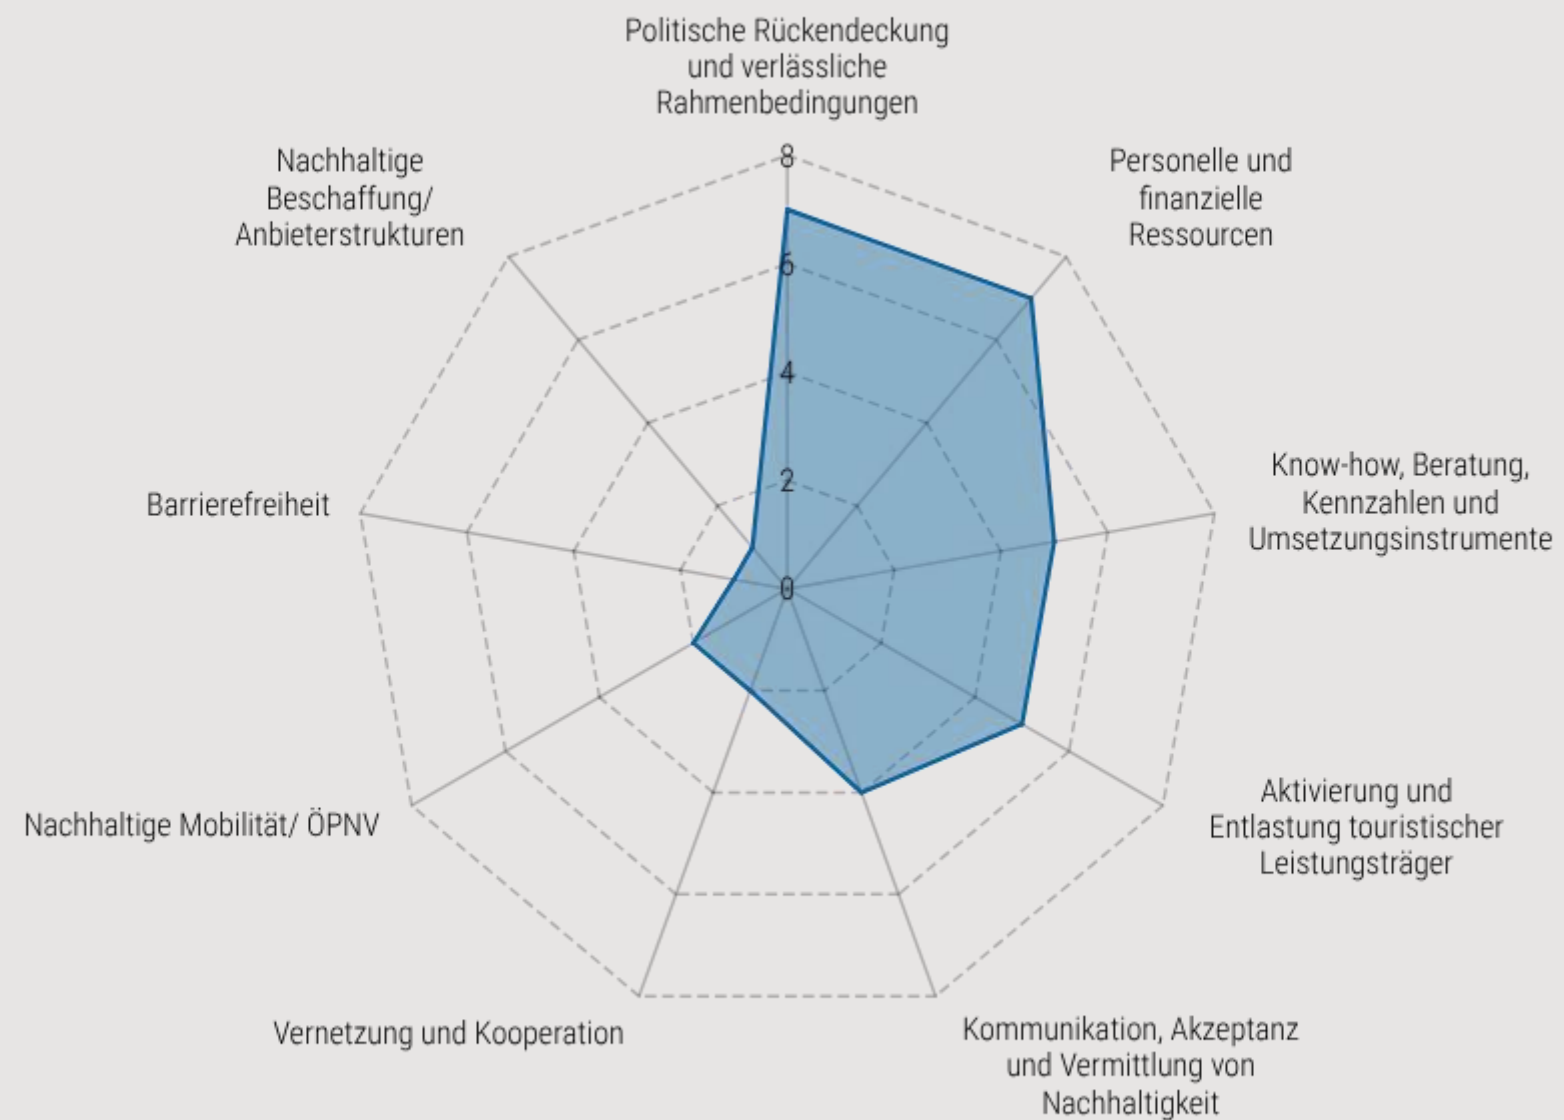 Politische Rückendeckung
und verlässliche
Rahmenbedingungen
Personelle und
finanzielle
Ressourcen
Know-how, Beratung,
Kennzahlen und
Umsetzungsinstrumente
Aktivierung und
Entlastung touristischer
Leistungsträger
Kommunikation, Akzeptanz
und Vermittlung von
Nachhaltigkeit
Vernetzung und Kooperation
Nachhaltige Mobilität/ ÖPNV
Barrierefreiheit
Nachhaltige
Beschaffung/
Anbieterstrukturen
8
6
4
2
0